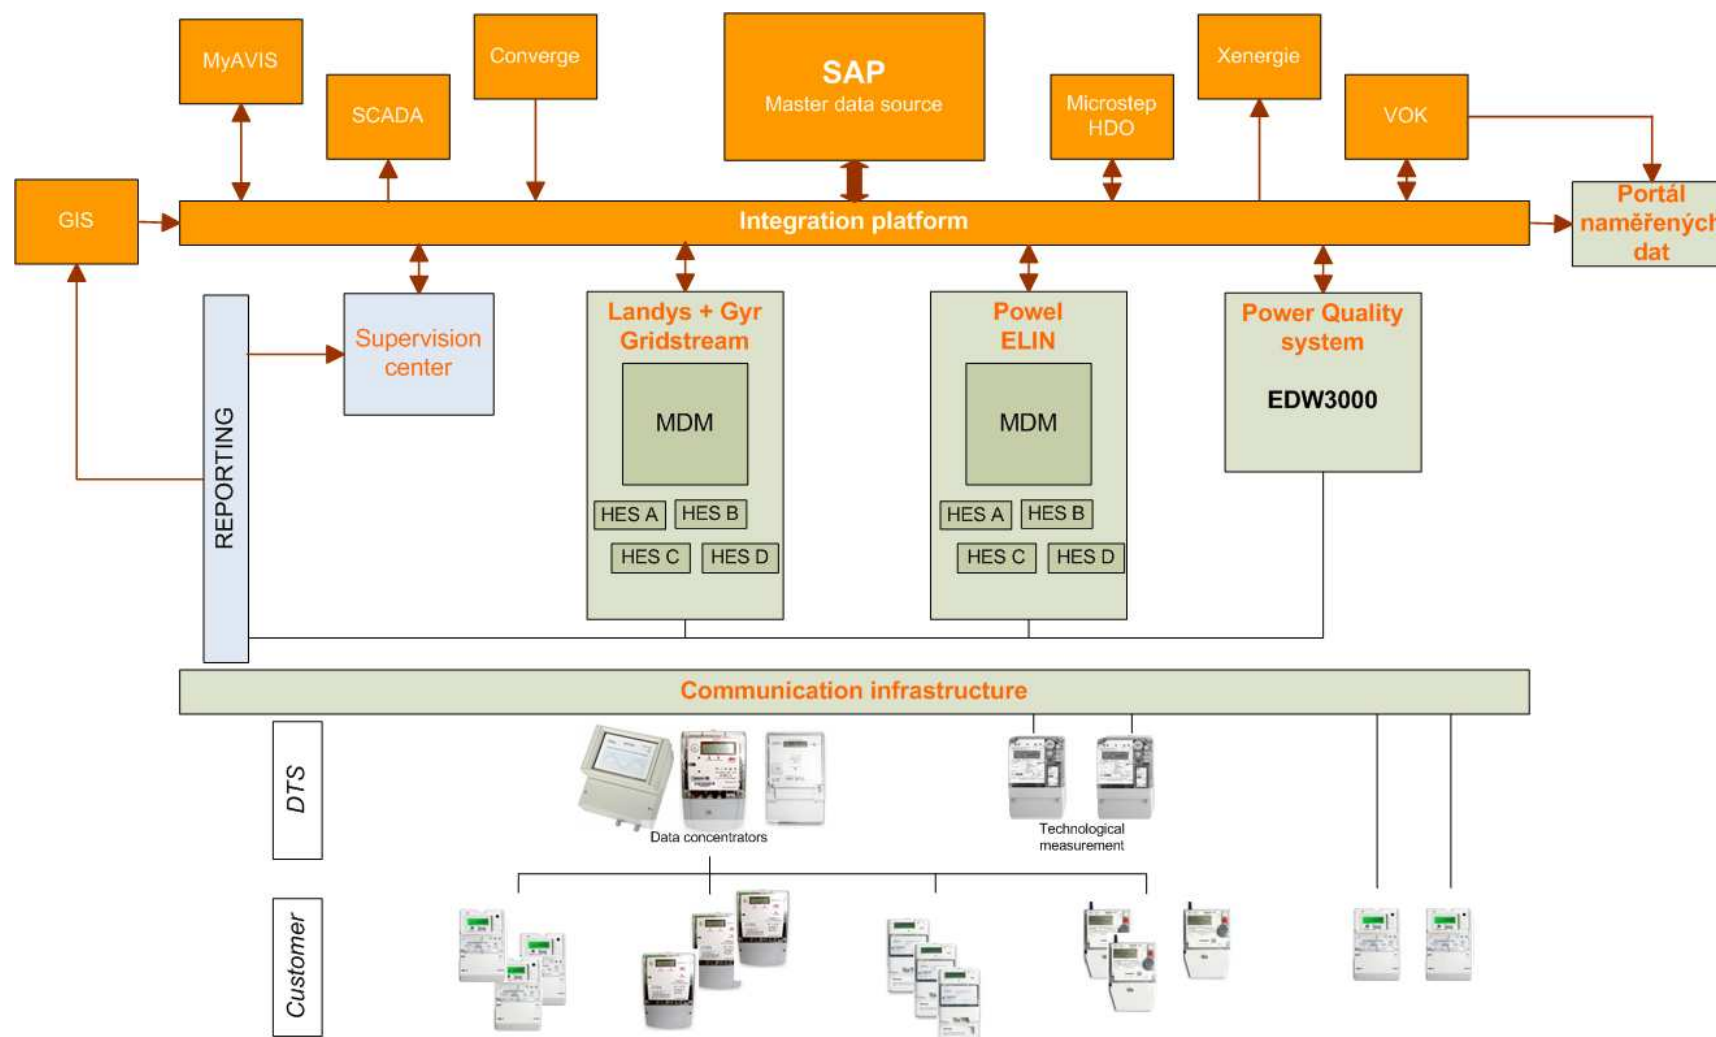 MyAVIS
SCADA
Converge
SAP
Master data source
Microstep
HDO
Xenergie
VOK
GIS
Integration platform
Portál
naměřených
dat
REPORTING
Supervision
center
Landys + Gyr
Gridstream
MDM
HES A
HES B
HES C
HES D
Powel
ELIN
MDM
HES A
HES B
HES C
HES D
Power Quality
system
EDW3000
Communication infrastructure
DTS
Data concentrators
Technological
measurement
Customer